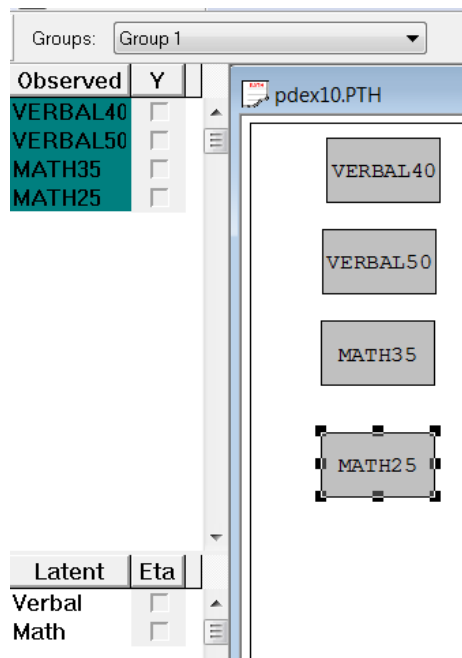 Groups: Group 1
Observed Y
VERBAL40
VERBAL50
MATH35
MATH25
Latent Eta
Verbal
Math
pdex10.PTH
VERBAL40
VERBAL50
MATH35
MATH25